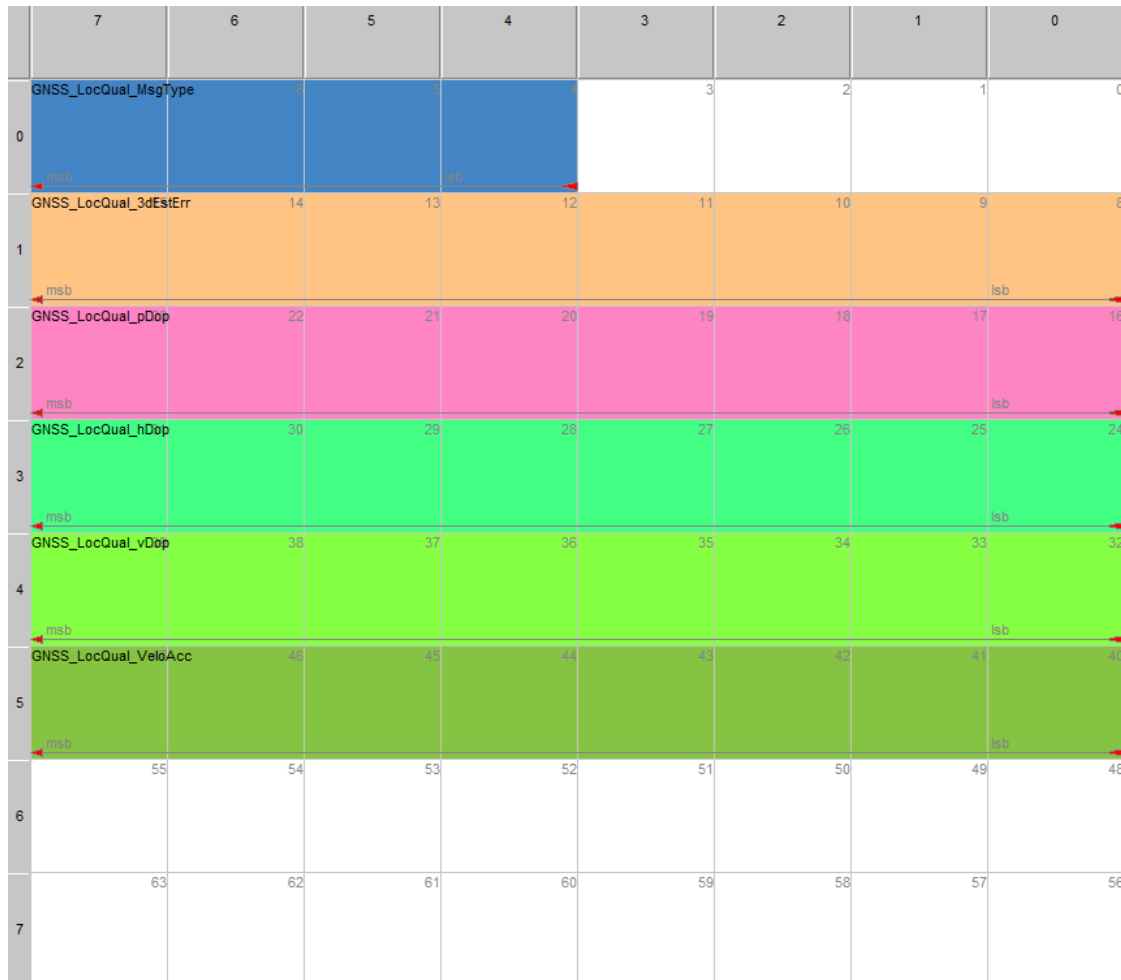 7 6 5 4 3 2 1 0
GNSS_LocQual_MsgType 6 5 4 3 2 1 0
0
msb lsb
GNSS_LocQual_3dEstErr 14 13 12 11 10 9 8
1
msb lsb
GNSS_LocQual_pDop 22 21 20 19 18 17 16
2
msb lsb
GNSS_LocQual_hDop 30 29 28 27 26 25 24
3
msb lsb
GNSS_LocQual_vDop 38 37 36 35 34 33 32
4
msb lsb
GNSS_LocQual_VeloAcc 46 45 44 43 42 41 40
5
msb lsb
55 54 53 52 51 50 49 48
6
63 62 61 60 59 58 57 56
7